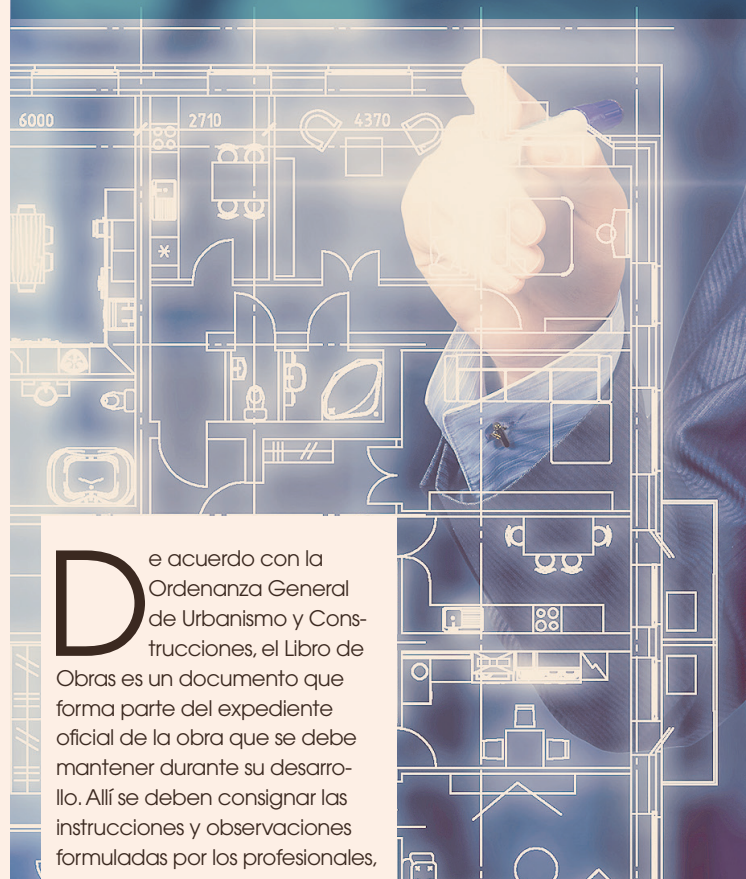 6000 2710 4370
De acuerdo con la
Ordenanza General
de Urbanismo y Cons-
trucciones, el Libro de
Obras es un documento que
forma parte del expediente
oficial de la obra que se debe
mantener durante su desarro-
llo. Allí se deben consignar las
instrucciones y observaciones
formuladas por los profesionales,